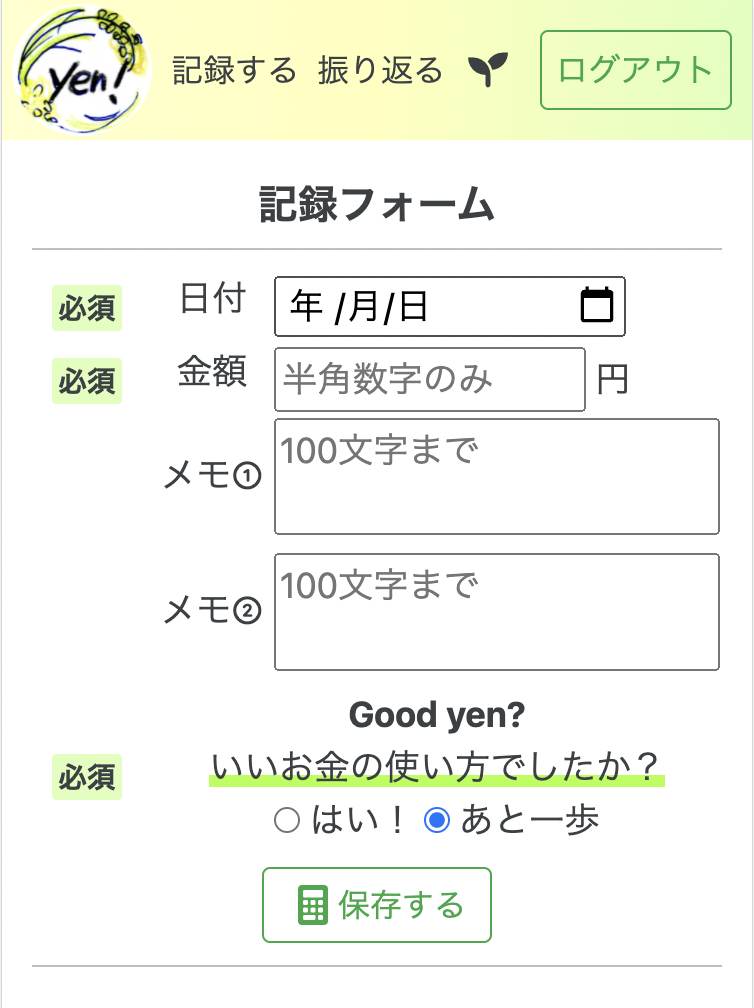 yen! 記録する 振り返る ログアウト
記録フォーム
必須 日付 年 /月/日
必須 金額 半角数字のみ 円
メモ① 100文字まで
メモ② 100文字まで
Good yen?
必須 いいお金の使い方でしたか？
はい！ あと一歩
保存する